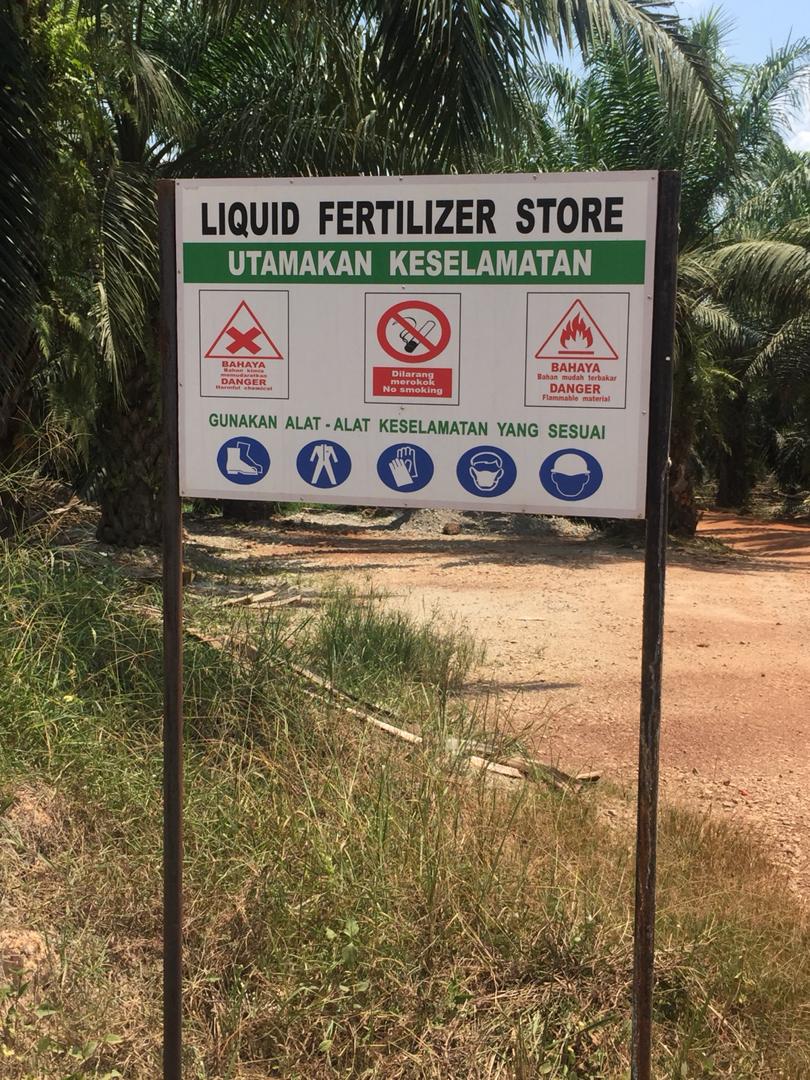 LIQUID FERTILIZER STORE
UTAMAKAN KESELAMATAN
BAHAYA
Bahan kimia
memudaratkan
DANGER
Harmful chemical
Dilarang
merokok
No smoking
BAHAYA
Bahan mudah terbakar
DANGER
Flammable material
GUNAKAN ALAT - ALAT KESELAMATAN YANG SESUAI